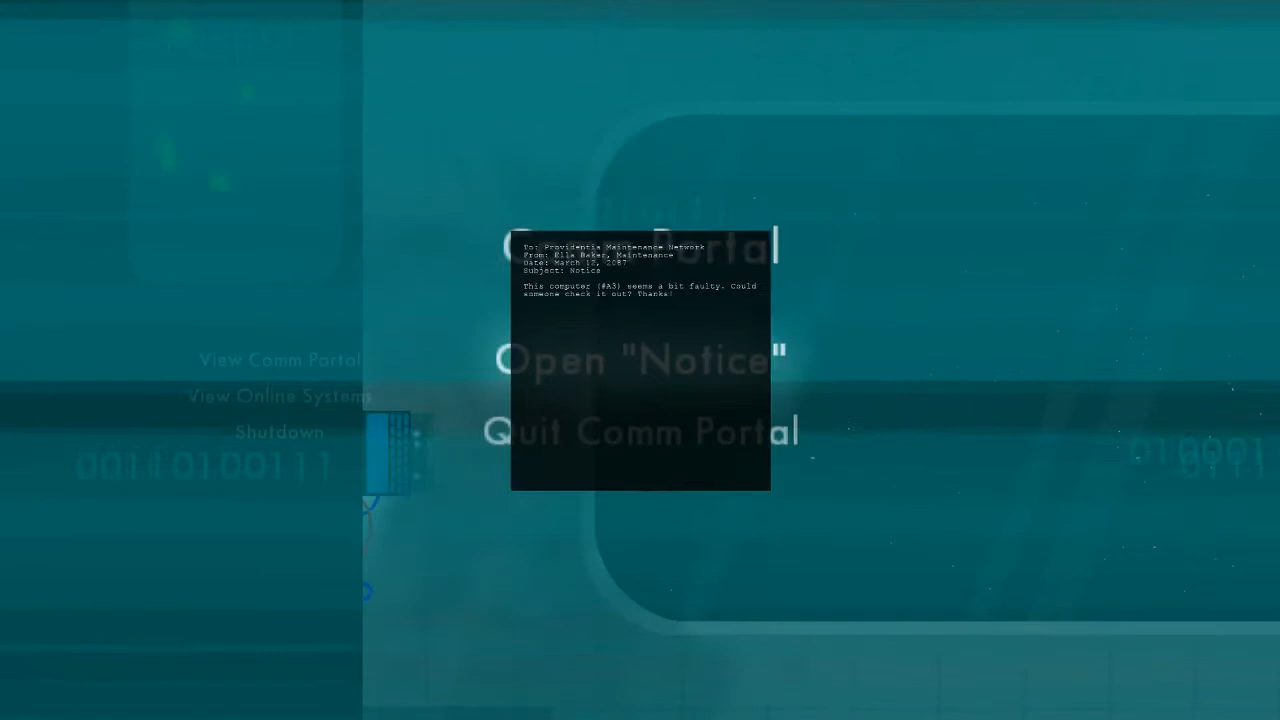 Comm Portal
To: Providentia Maintenance Network
From: Ella Baker, Maintenance
Date: March 12, 2087
Subject: Notice
This computer (#A3) seems a bit faulty. Could
someone check it out? Thanks!
Open "Notice"
Quit Comm Portal
View Comm Portal
View Online Systems
Shutdown
00110100111